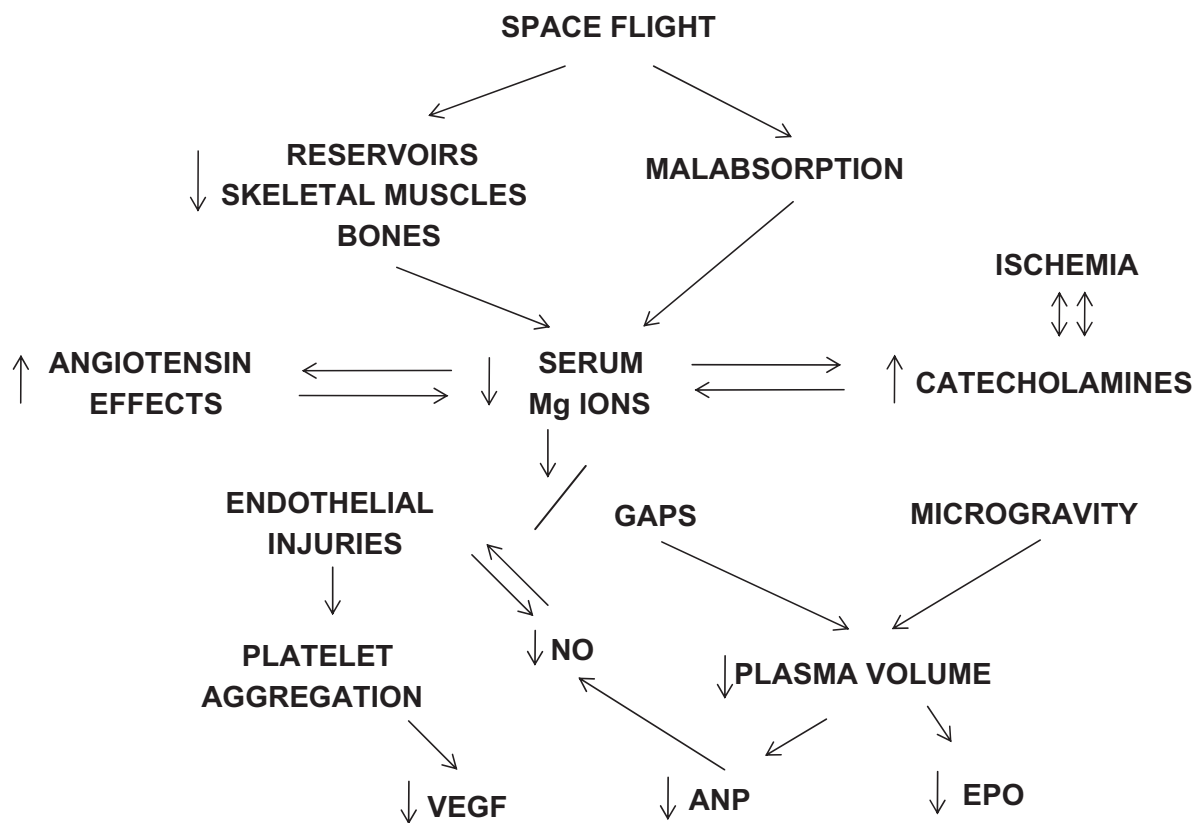 SPACE FLIGHT
RESERVOIRS
SKELETAL MUSCLES
BONES
MALABSORPTION
ISCHEMIA
ANGIOTENSIN
EFFECTS
SERUM
Mg IONS
CATECHOLAMINES
ENDOTHELIAL
INJURIES
GAPS
MICROGRAVITY
PLATELET
AGGREGATION
NO
PLASMA VOLUME
VEGF
ANP
EPO